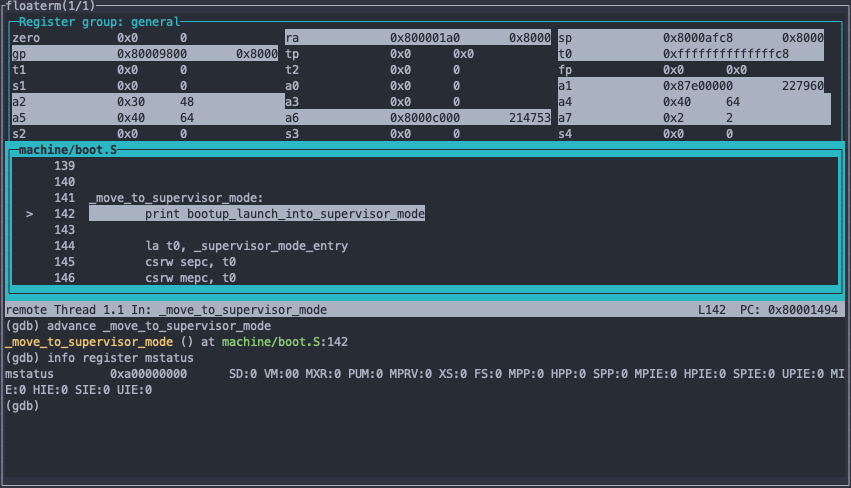 floaterm(1/1)
Register group: general
zero 0x0 0 ra 0x800001a0 0x8000 sp 0x8000afc8 0x8000
gp 0x80009800 0x8000 tp 0x0 0x0 t0 0xffffffffffffffc8
t1 0x0 0 t2 0x0 0 fp 0x0 0x0
s1 0x0 0 a0 0x0 0 a1 0x87e00000 227960
a2 0x30 48 a3 0x0 0 a4 0x40 64
a5 0x40 64 a6 0x8000c000 214753 a7 0x2 2
s2 0x0 0 s3 0x0 0 s4 0x0 0
machine/boot.S
139
140
141 _move_to_supervisor_mode:
> 142 print bootup_launch_into_supervisor_mode
143
144 la t0, _supervisor_mode_entry
145 csrw sepc, t0
146 csrw mepc, t0
remote Thread 1.1 In: _move_to_supervisor_mode L142 PC: 0x80001494
(gdb) advance _move_to_supervisor_mode
_move_to_supervisor_mode () at machine/boot.S:142
(gdb) info register mstatus
mstatus 0xa00000000 SD:0 VM:00 MXR:0 PUM:0 MPRV:0 XS:0 FS:0 MPP:0 HPP:0 SPP:0 MPIE:0 HPIE:0 SPIE:0 UPIE:0 MI
E:0 HIE:0 SIE:0 UIE:0
(gdb)